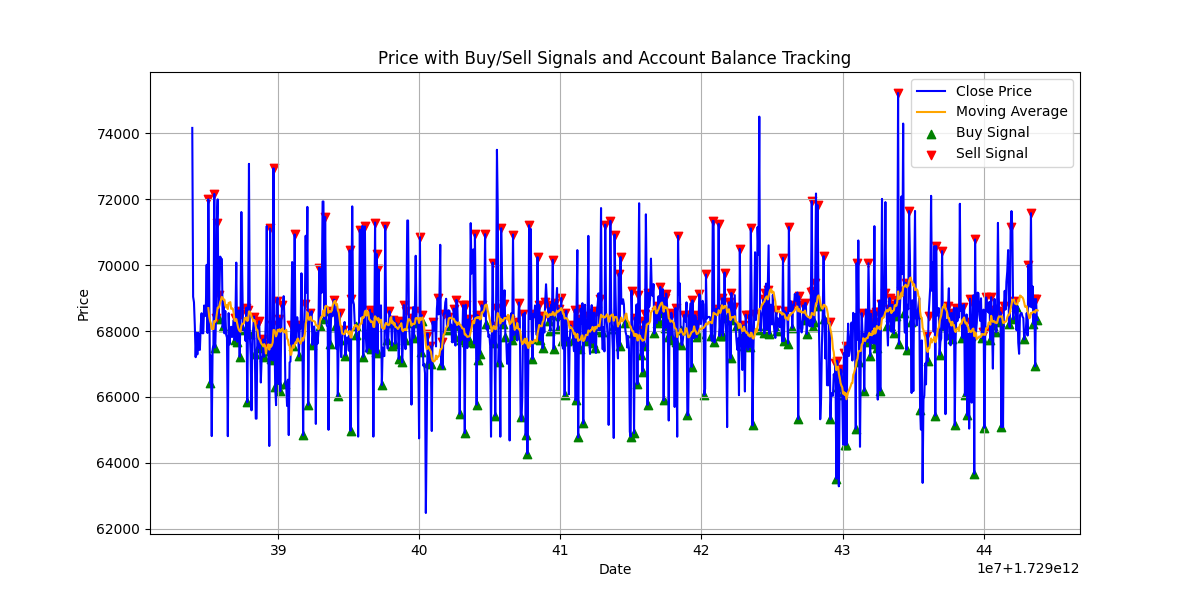 Price with Buy/Sell Signals and Account Balance Tracking
Close Price
Moving Average
Buy Signal
Sell Signal
74000
72000
70000
68000
66000
64000
62000
Price
39 40 41 42 43 44
Date
1e7+1.729e12